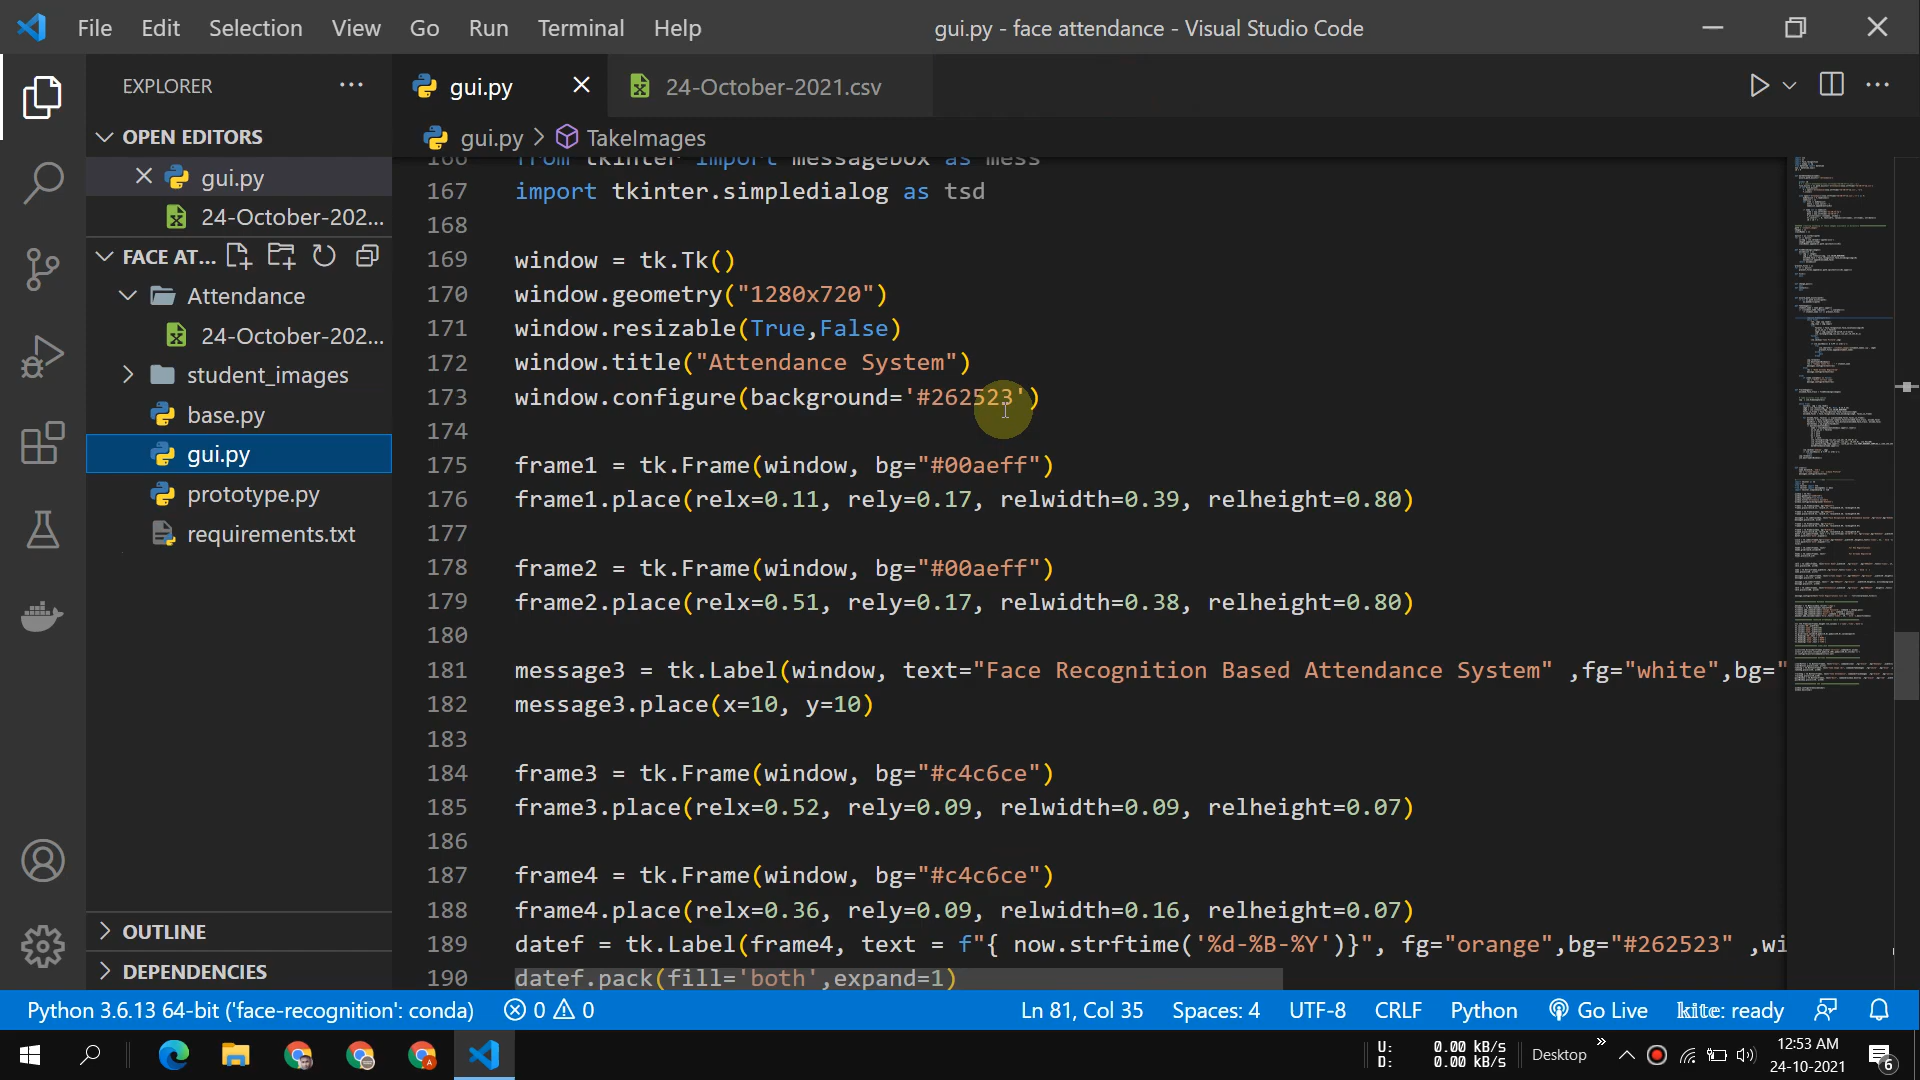 File Edit Selection View Go Run Terminal Help
gui.py - face attendance - Visual Studio Code
EXPLORER
gui.py
24-October-2021.csv
OPEN EDITORS
gui.py
24-October-202...
FACE AT...
Attendance
24-October-202...
student_images
base.py
gui.py
prototype.py
requirements.txt
OUTLINE
DEPENDENCIES
gui.py > TakeImages
166 from tkinter import messagebox as mess
167 import tkinter.simpledialog as tsd
168
169 window = tk.Tk()
170 window.geometry("1280x720")
171 window.resizable(True,False)
172 window.title("Attendance System")
173 window.configure(background='#262523')
174
175 frame1 = tk.Frame(window, bg="#00aeff")
176 frame1.place(relx=0.11, rely=0.17, relwidth=0.39, relheight=0.80)
177
178 frame2 = tk.Frame(window, bg="#00aeff")
179 frame2.place(relx=0.51, rely=0.17, relwidth=0.38, relheight=0.80)
180
181 message3 = tk.Label(window, text="Face Recognition Based Attendance System" ,fg="white",bg="
182 message3.place(x=10, y=10)
183
184 frame3 = tk.Frame(window, bg="#c4c6ce")
185 frame3.place(relx=0.52, rely=0.09, relwidth=0.09, relheight=0.07)
186
187 frame4 = tk.Frame(window, bg="#c4c6ce")
188 frame4.place(relx=0.36, rely=0.09, relwidth=0.16, relheight=0.07)
189 datef = tk.Label(frame4, text = f"{ now.strftime('%d-%B-%Y')}", fg="orange",bg="#262523" ,wi
190 datef.pack(fill='both',expand=1)
Python 3.6.13 64-bit ('face-recognition': conda) 0 0 Ln 81, Col 35 Spaces: 4 UTF-8 CRLF Python Go Live kite: ready
U: 0.00 kB/s
D: 0.00 kB/s
Desktop
12:53 AM
24-10-2021
6